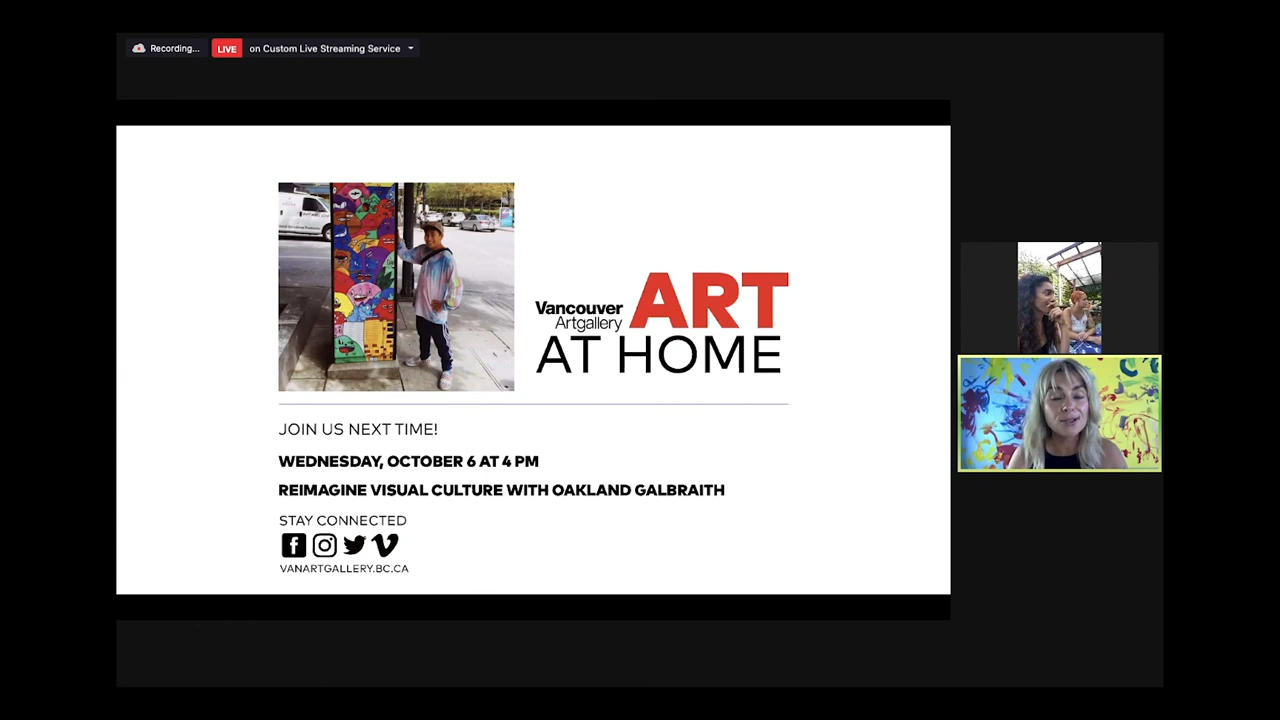 Recording...
LIVE on Custom Live Streaming Service
Vancouver
Artgallery
ART
AT HOME
JOIN US NEXT TIME!
WEDNESDAY, OCTOBER 6 AT 4 PM
REIMAGINE VISUAL CULTURE WITH OAKLAND GALBRAITH
STAY CONNECTED
VANARTGALLERY.BC.CA